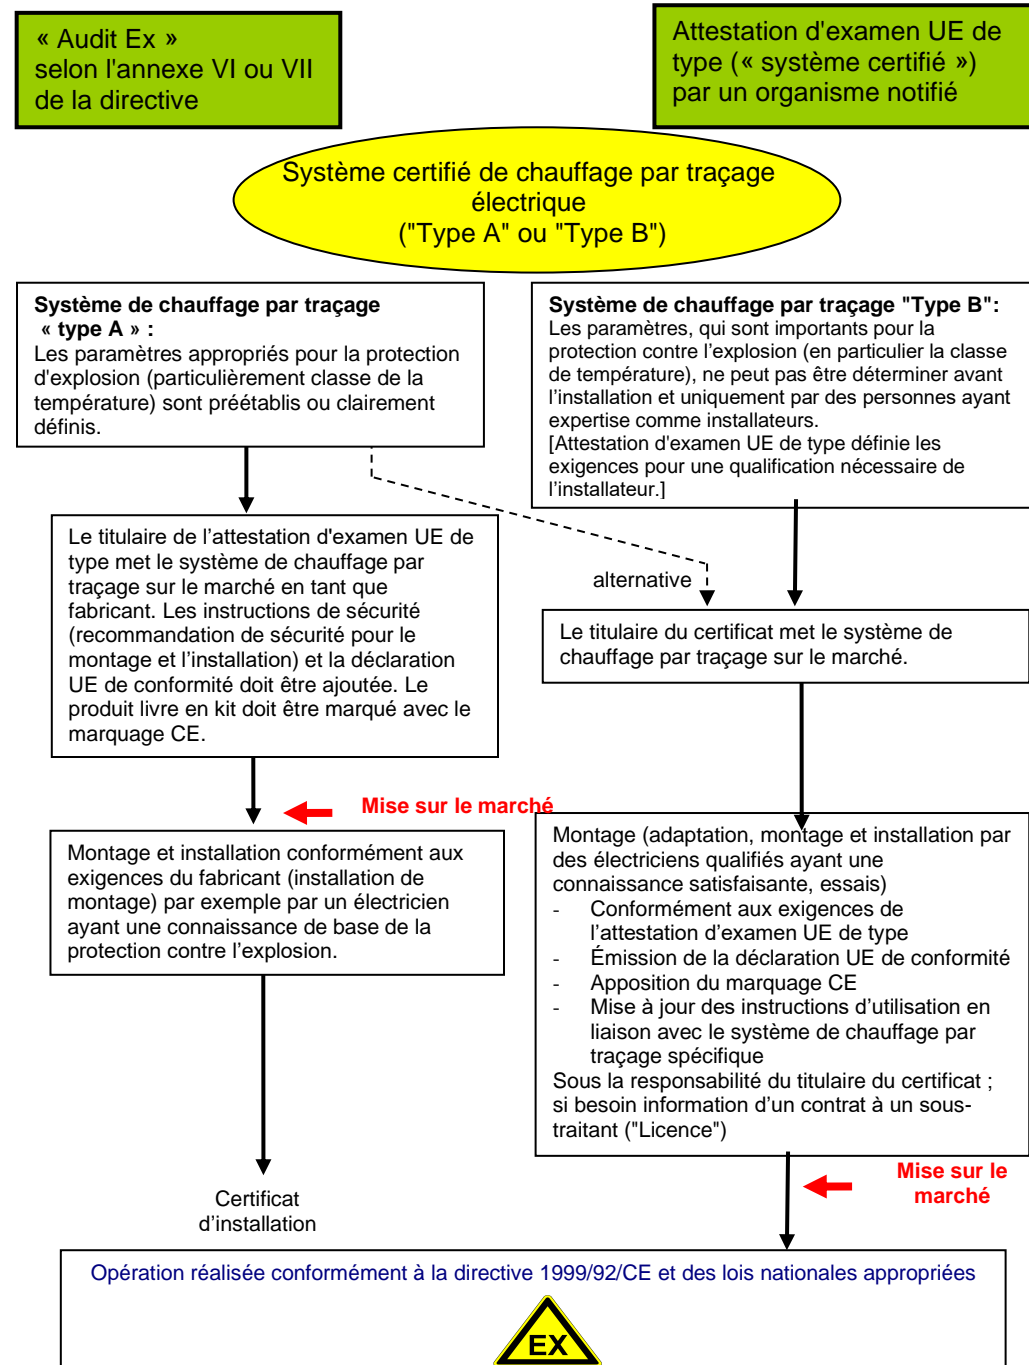 « Audit Ex »
selon l'annexe VI ou VII
de la directive
Attestation d'examen UE de
type (« système certifié »)
par un organisme notifié
Système certifié de chauffage par traçage
électrique
("Type A" ou "Type B")
Système de chauffage par traçage
« type A » :
Les paramètres appropriés pour la protection
d'explosion (particulièrement classe de la
température) sont préétablis ou clairement
définis.
Système de chauffage par traçage "Type B":
Les paramètres, qui sont importants pour la
protection contre l’explosion (en particulier la classe
de température), ne peut pas être déterminer avant
l’installation et uniquement par des personnes ayant
expertise comme installateurs.
[Attestation d'examen UE de type définie les
exigences pour une qualification nécessaire de
l’installateur.]
Le titulaire de l’attestation d'examen UE de
type met le système de chauffage par
traçage sur le marché en tant que
fabricant. Les instructions de sécurité
(recommandation de sécurité pour le
montage et l’installation) et la déclaration
UE de conformité doit être ajoutée. Le
produit livre en kit doit être marqué avec le
marquage CE.
alternative
Le titulaire du certificat met le système de
chauffage par traçage sur le marché.
Mise sur le marché
Montage et installation conformément aux
exigences du fabricant (installation de
montage) par exemple par un électricien
ayant une connaissance de base de la
protection contre l’explosion.
Montage (adaptation, montage et installation par
des électriciens qualifiés ayant une
connaissance satisfaisante, essais)
- Conformément aux exigences de
l’attestation d’examen UE de type
- Émission de la déclaration UE de conformité
- Apposition du marquage CE
- Mise à jour des instructions d’utilisation en
liaison avec le système de chauffage par
traçage spécifique
Sous la responsabilité du titulaire du certificat ;
si besoin information d’un contrat à un sous-
traitant ("Licence")
Mise sur le
marché
Certificat
d’installation
Opération réalisée conformément à la directive 1999/92/CE et des lois nationales appropriées
EX